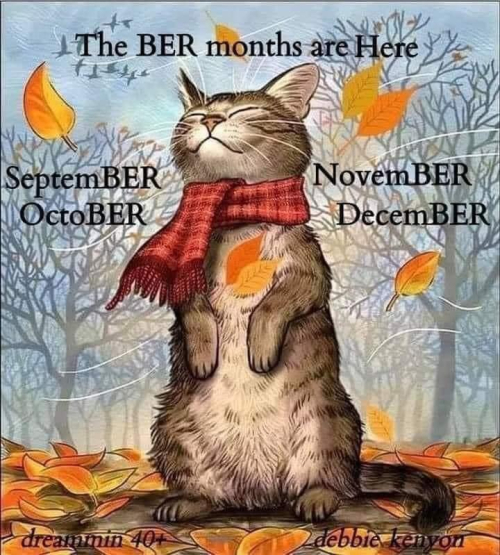 The BER months are Here
SeptemBER
OctoBER
NovemBER
DecemBER
dreammin 40+
debbie kenyon